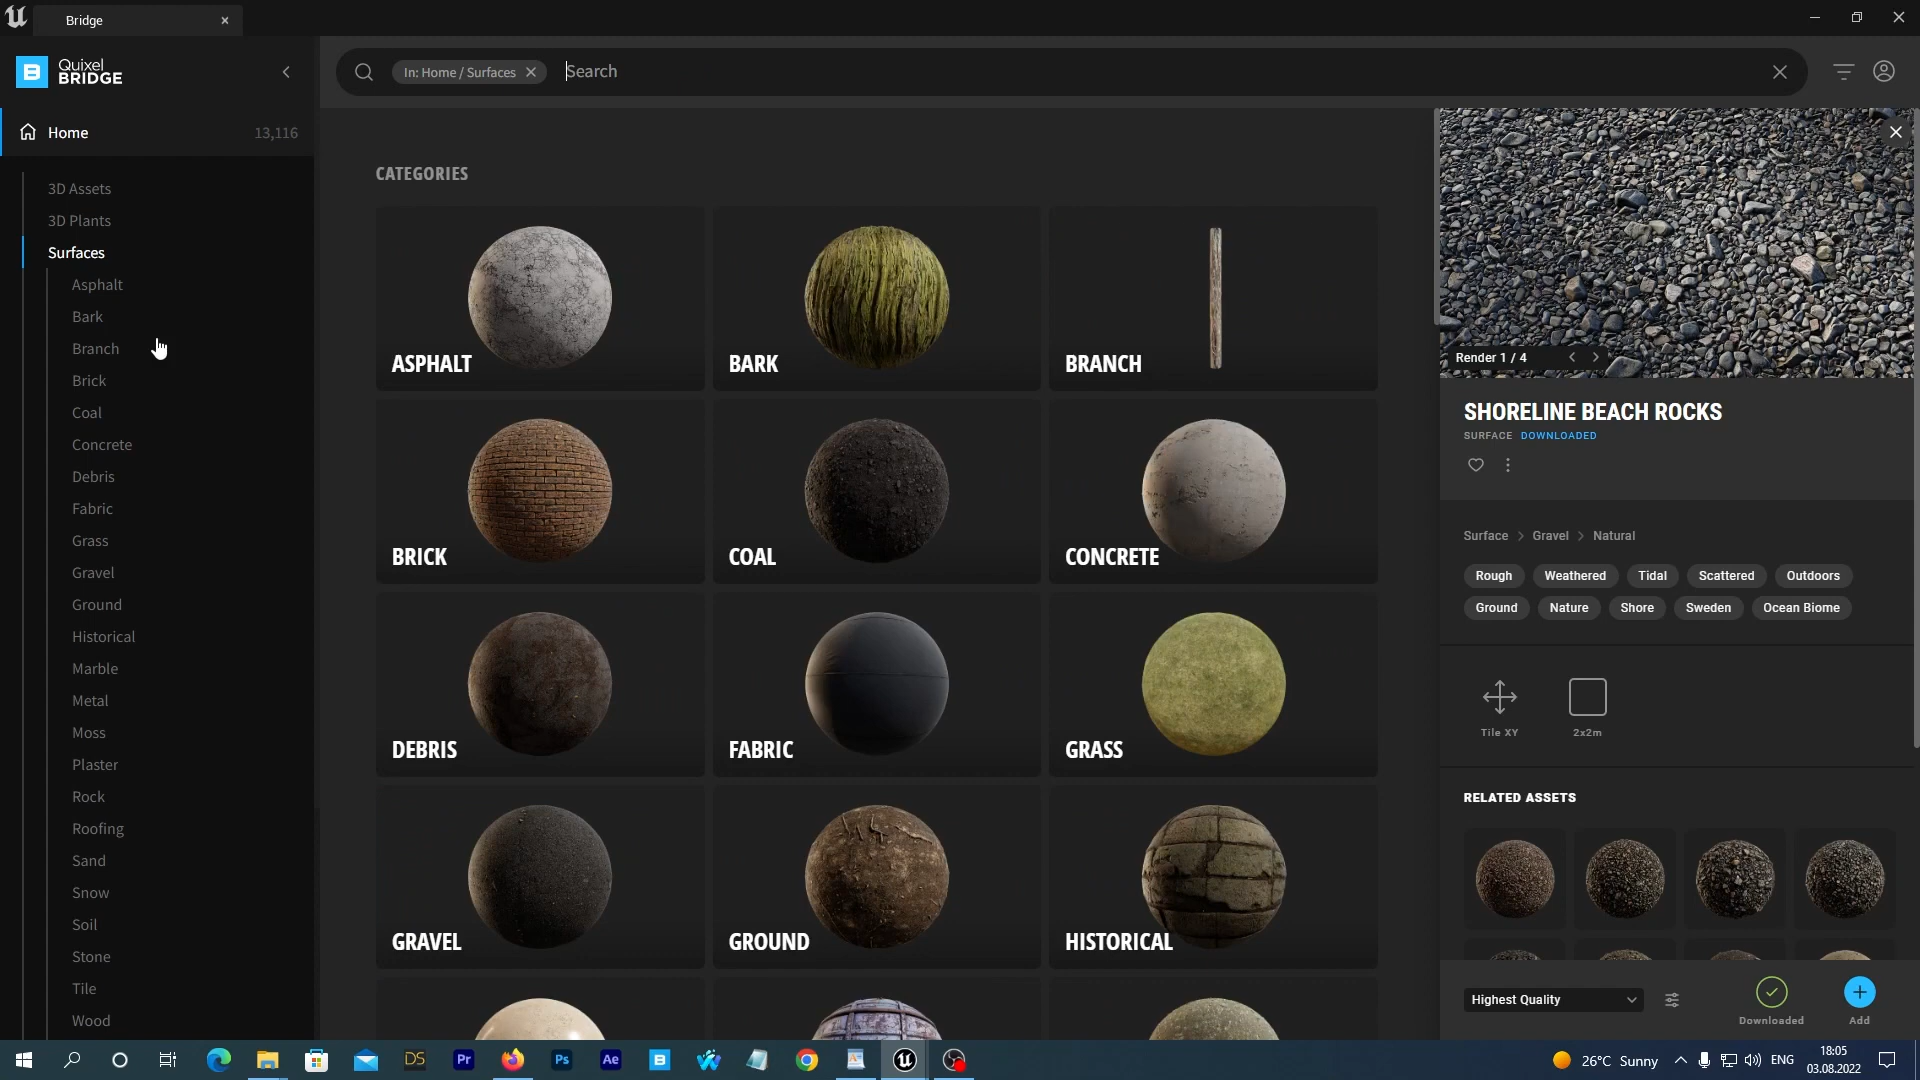 Bridge
Quixel
BRIDGE
In: Home / Surfaces
Search
Home 13,116
3D Assets
3D Plants
Surfaces
Asphalt
Bark
Branch
Brick
Coal
Concrete
Debris
Fabric
Grass
Gravel
Ground
Historical
Marble
Metal
Moss
Plaster
Rock
Roofing
Sand
Snow
Soil
Stone
Tile
Wood
CATEGORIES
ASPHALT BARK BRANCH
BRICK COAL CONCRETE
DEBRIS FABRIC GRASS
GRAVEL GROUND HISTORICAL
Render 1 / 4
SHORELINE BEACH ROCKS
SURFACE DOWNLOADED
Surface > Gravel > Natural
Rough Weathered Tidal Scattered Outdoors
Ground Nature Shore Sweden Ocean Biome
Tile XY 2x2m
RELATED ASSETS
Highest Quality
Downloaded Add
DS Pr Ps Ae
26°C Sunny ENG
18:05
03.08.2022